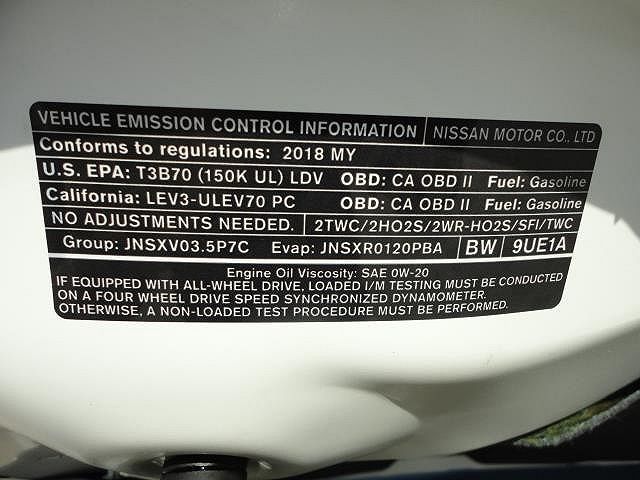 VEHICLE EMISSION CONTROL INFORMATION NISSAN MOTOR CO., LTD
Conforms to regulations: 2018 MY
U.S. EPA: T3B70 (150K UL) LDV OBD: CA OBD II Fuel: Gasoline
California: LEV3-ULEV70 PC OBD: CA OBD II Fuel: Gasoline
NO ADJUSTMENTS NEEDED. 2TWC/2HO2S/2WR-HO2S/SFI/TWC
Group: JNSXV03.5P7C Evap: JNSXR0120PBA BW 9UE1A
Engine Oil Viscosity: SAE 0W-20
IF EQUIPPED WITH ALL-WHEEL DRIVE, LOADED I/M TESTING MUST BE CONDUCTED
ON A FOUR WHEEL DRIVE SPEED SYNCHRONIZED DYNAMOMETER.
OTHERWISE, A NON-LOADED TEST PROCEDURE MUST BE PERFORMED.